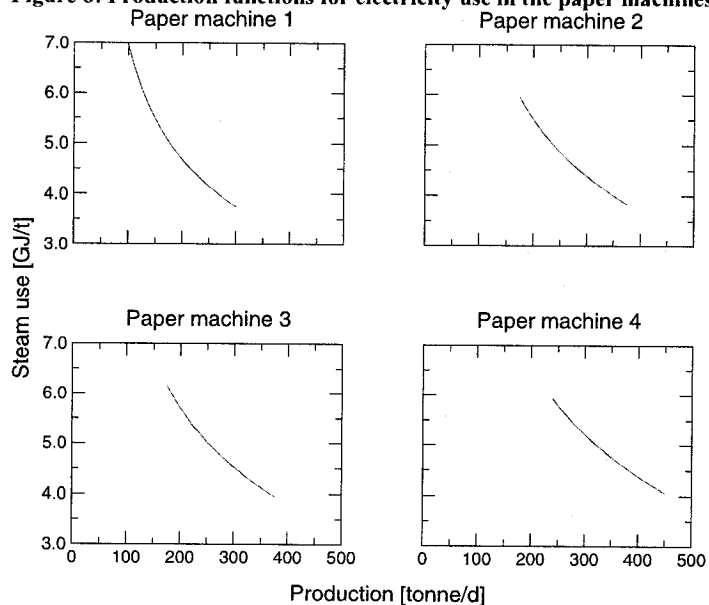 Figure 8. Production functions for electricity use in the paper machines
Paper machine 1
Paper machine 2
7.0
6.0
5.0
4.0
3.0
Steam use [GJ/t]
Paper machine 3
Paper machine 4
7.0
6.0
5.0
4.0
3.0
0 100 200 300 400 500
0 100 200 300 400 500
Production [tonne/d]